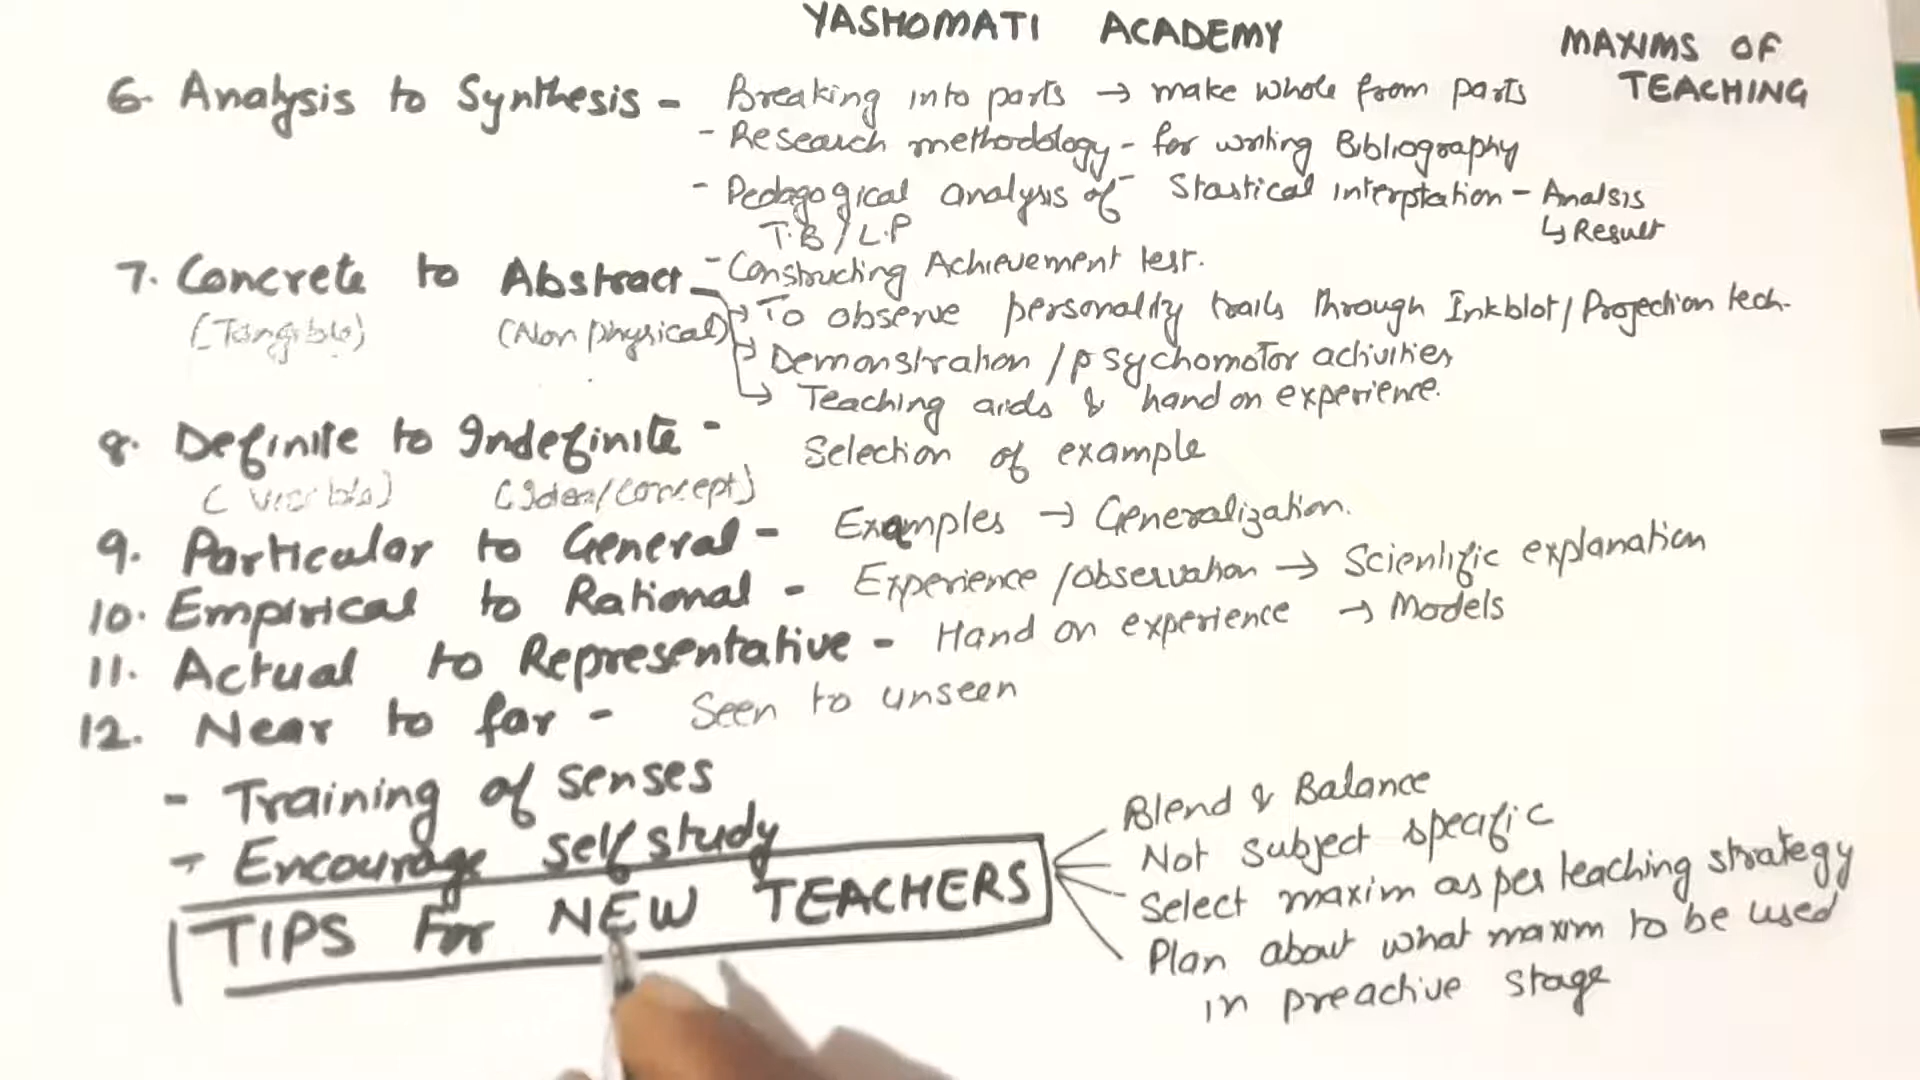 YASHOMATI ACADEMY
MAXIMS OF
TEACHING
6. Analysis to Synthesis - Breaking into parts → make whole from parts
- Research methodology - for writing Bibliography
- Pedagogical analysis of - Stastical interptation - Analsis
T.B / L.P ↳ Result
- Constructing Achievement test.
7. Concrete to Abstract
(Tangible) (Non physical)
→ To observe personality traits through Inkblot / Projection tech.
→ Demonstration / psychomotor activities
→ Teaching aids & hand on experience.
8. Definite to Indefinite - Selection of example
(Visible) (Idea/concept)
9. Particular to General - Examples → Generalization.
10. Empirical to Rational - Experience / observation → Scientific explanation
11. Actual to Representative - Hand on experience → Models
12. Near to far - Seen to unseen
- Training of senses
- Encourage self study
TIPS For NEW TEACHERS
Blend & Balance
Not subject specific
Select maxim as per teaching strategy
Plan about what maxim to be used
in preactive stage